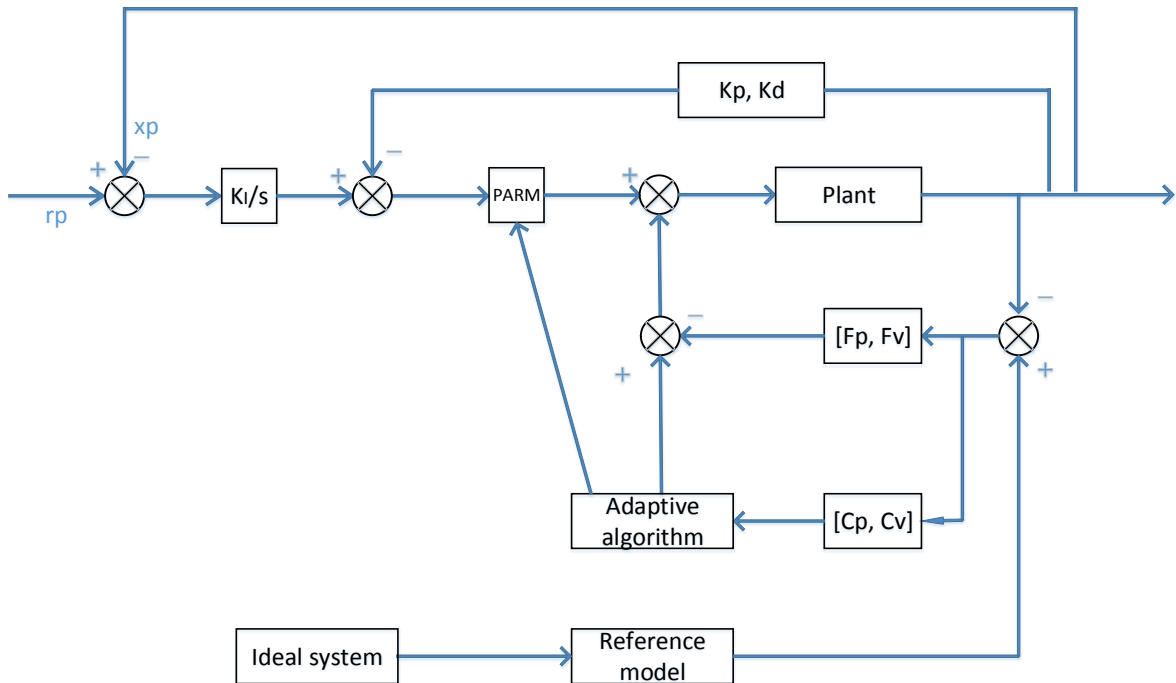 Kp, Kd
xp
+
−
−
+
+
KI/s
PARM
Plant
rp
−
−
[Fp, Fv]
+
+
Adaptive
algorithm
[Cp, Cv]
Ideal system
Reference
model